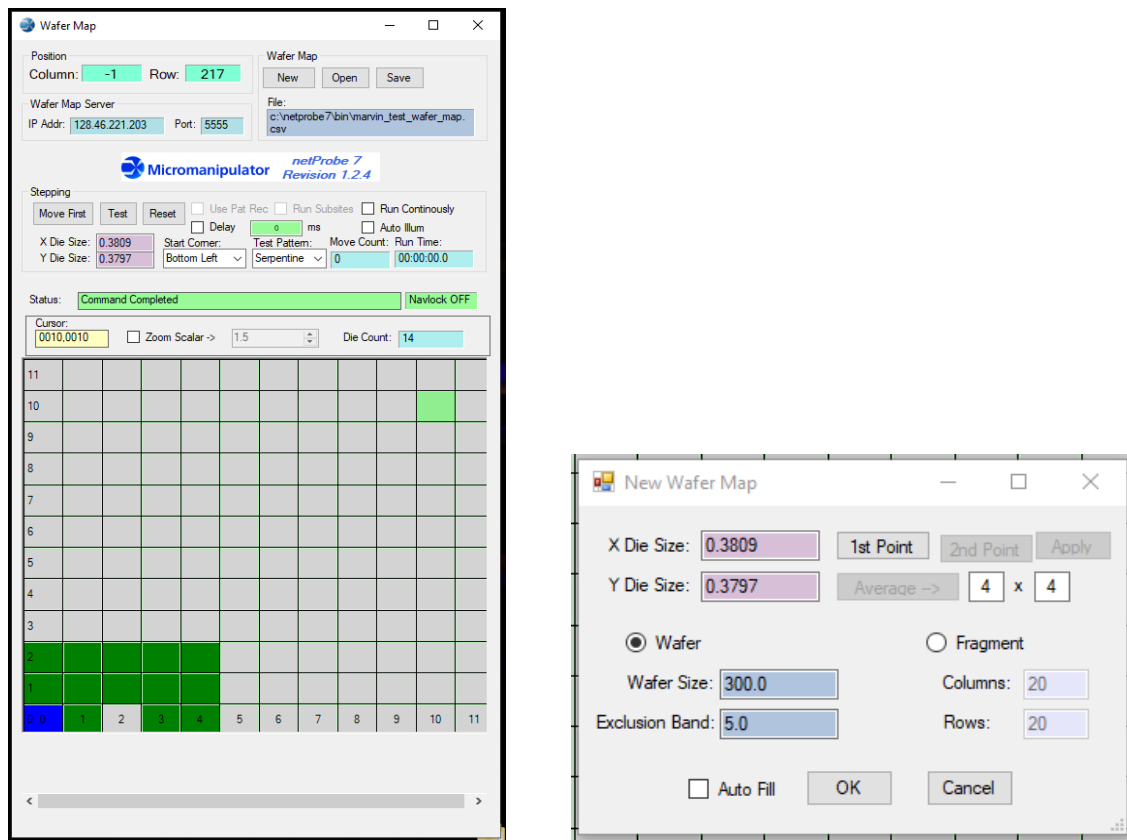 Wafer Map
Position
Column: -1 Row: 217
Wafer Map
New Open Save
Wafer Map Server
IP Addr: 128.46.221.203 Port: 5555
File:
c:\netprobe7\bin\marvin_test_wafer_map.
csv
Micromanipulator
netProbe 7
Revision 1.2.4
Stepping
Move First Test Reset Use Pat Rec Run Subsites Run Continously
Delay 0 ms Auto Illum
X Die Size: 0.3809 Start Corner: Test Pattern: Move Count: Run Time:
Y Die Size: 0.3797 Bottom Left Serpentine 0 00:00:00.0
Status: Command Completed Navlock OFF
Cursor:
0010,0010 Zoom Scalar -> 1.5 Die Count: 14
11
10
9
8
7
6
5
4
3
2
1
0 0 1 2 3 4 5 6 7 8 9 10 11
New Wafer Map
X Die Size: 0.3809 1st Point 2nd Point Apply
Y Die Size: 0.3797 Average --> 4 x 4
Wafer Fragment
Wafer Size: 300.0 Columns: 20
Exclusion Band: 5.0 Rows: 20
Auto Fill OK Cancel